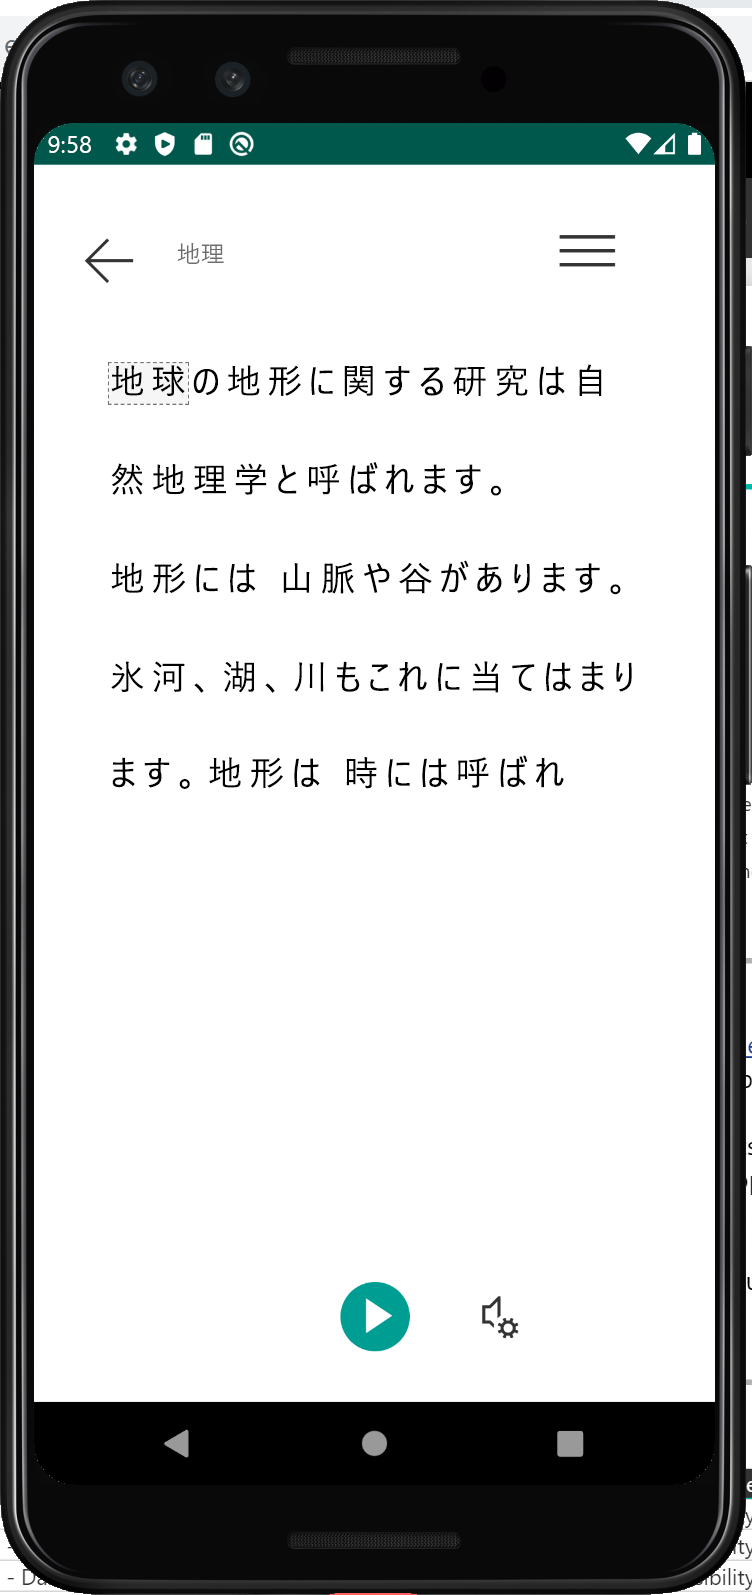 9:58
地理
地球の地形に関する研究は自
然地理学と呼ばれます。
地形には 山脈や谷があります。
氷河、湖、川もこれに当てはまり
ます。地形は 時には呼ばれ